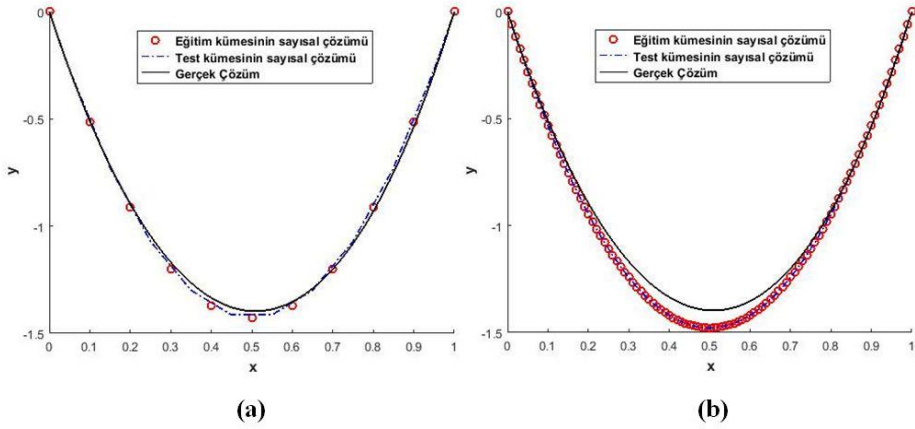 0
-0.5
-1
-1.5
y
0 0.1 0.2 0.3 0.4 0.5 0.6 0.7 0.8 0.9 1
x
Eğitim kümesinin sayısal çözümü
Test kümesinin sayısal çözümü
Gerçek Çözüm
(a)
0
-0.5
-1
-1.5
y
0 0.1 0.2 0.3 0.4 0.5 0.6 0.7 0.8 0.9 1
x
Eğitim kümesinin sayısal çözümü
Test kümesinin sayısal çözümü
Gerçek Çözüm
(b)